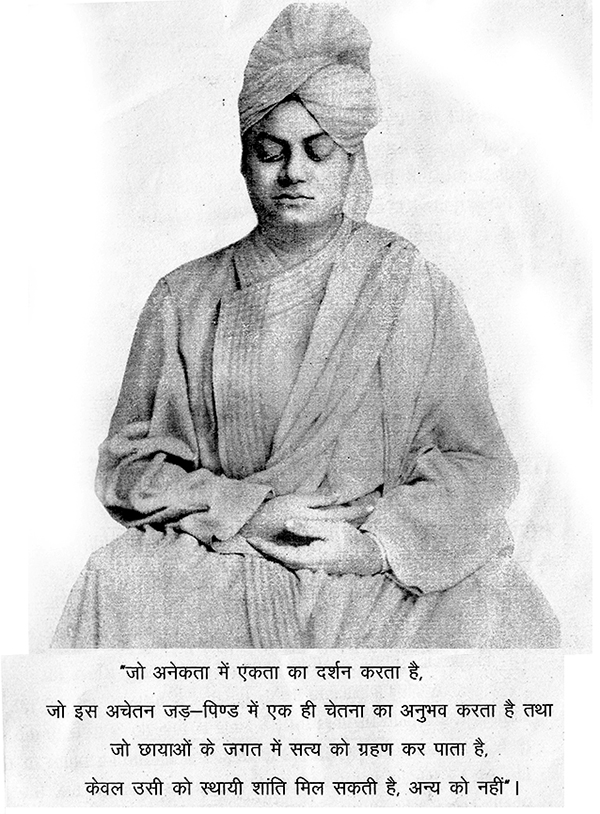 "जो अनेकता में एकता का दर्शन करता है,
जो इस अचेतन जड़–पिण्ड में एक ही चेतना का अनुभव करता है तथा
जो छायाओं के जगत में सत्य को ग्रहण कर पाता है,
केवल उसी को स्थायी शांति मिल सकती है, अन्य को नहीं"।